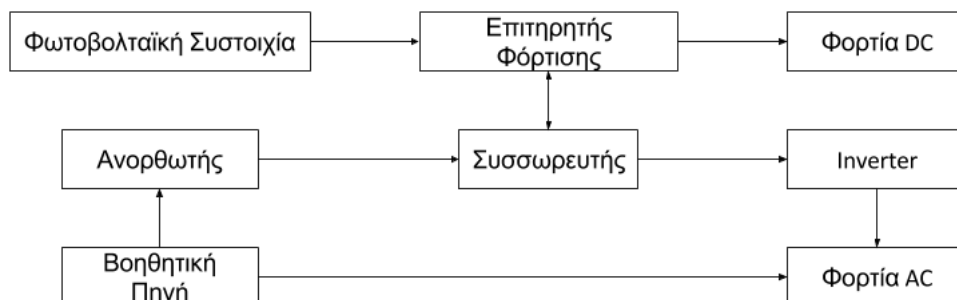 Φωτοβολταϊκή Συστοιχία
Επιτηρητής
Φόρτισης
Φορτία DC
Ανορθωτής
Συσσωρευτής
Inverter
Βοηθητική
Πηγή
Φορτία AC